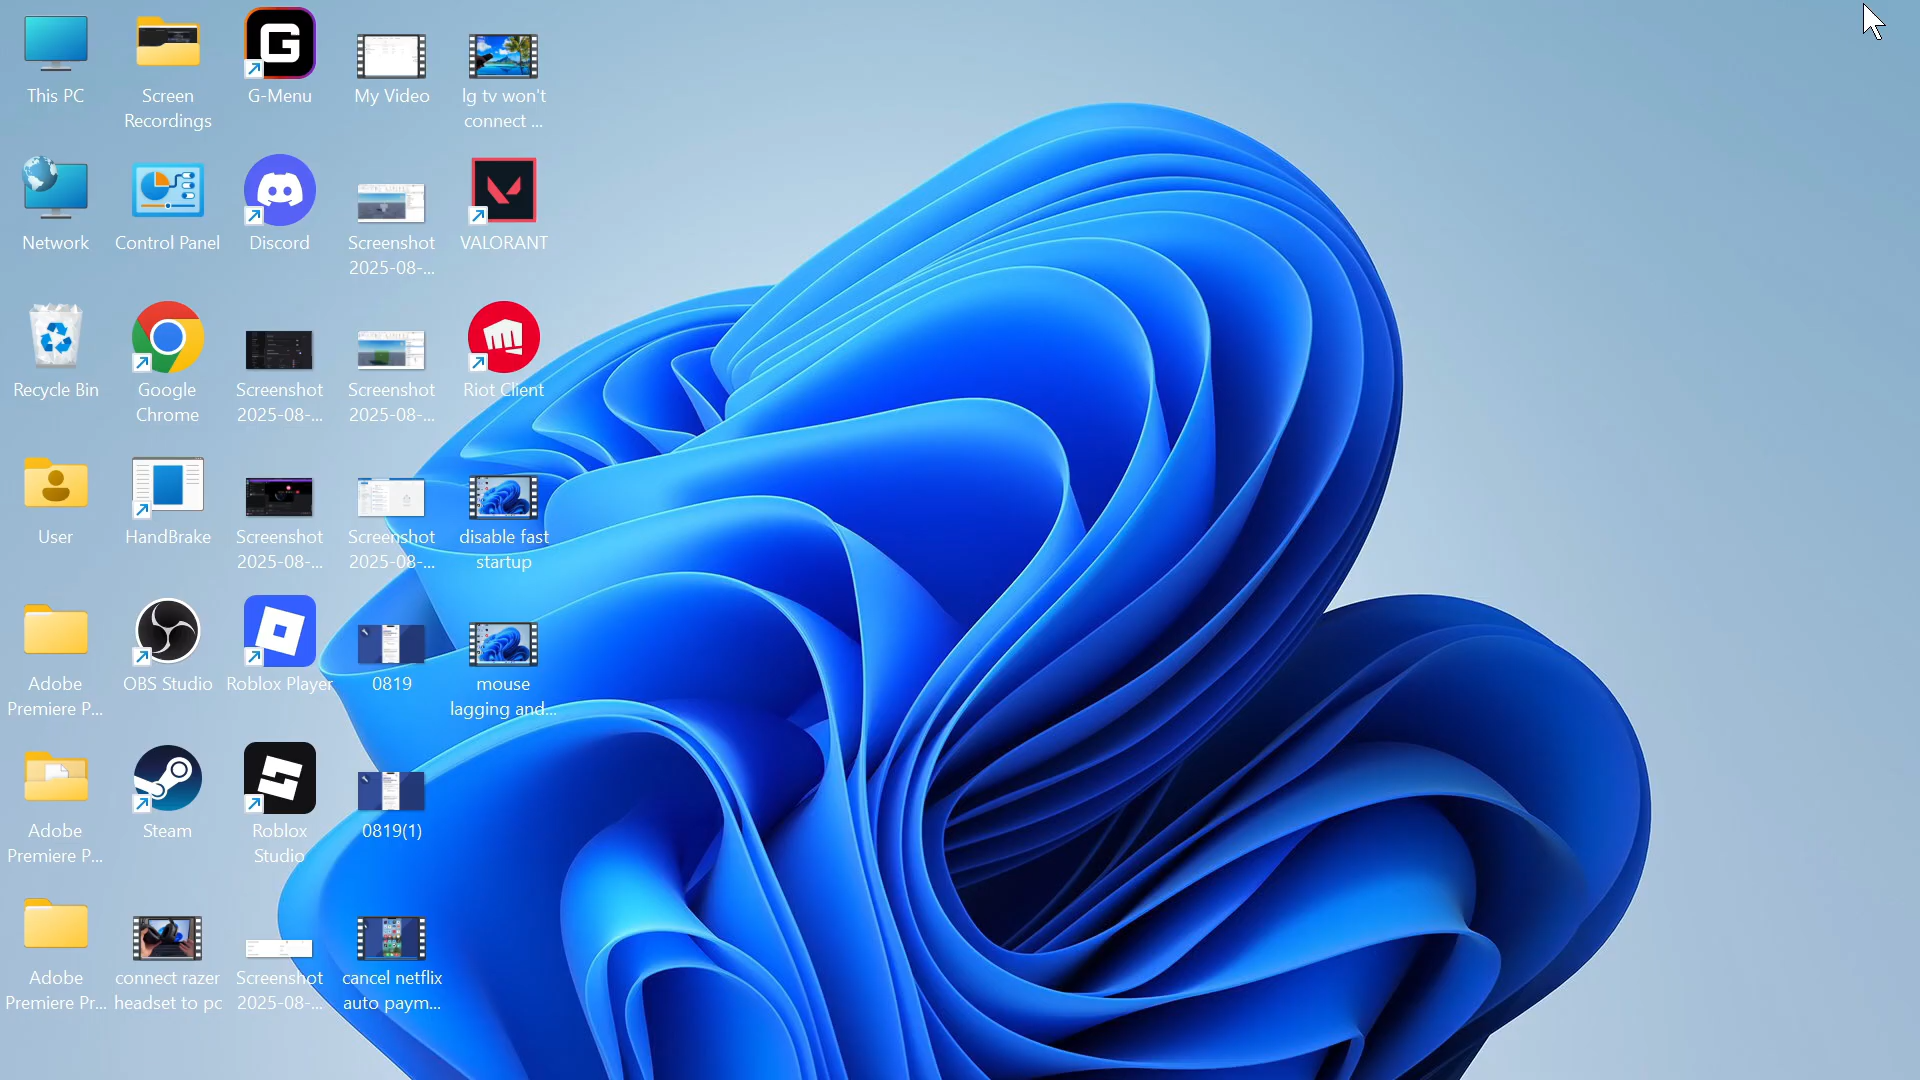 This PC
Screen
Recordings
G-Menu
My Video
lg tv won't
connect ...
Network
Control Panel
Discord
Screenshot
2025-08-...
VALORANT
Recycle Bin
Google
Chrome
Screenshot
2025-08-...
Screenshot
2025-08-...
Riot Client
User
HandBrake
Screenshot
2025-08-...
Screenshot
2025-08-...
disable fast
startup
Adobe
Premiere P...
OBS Studio
Roblox Player
0819
mouse
lagging and...
Adobe
Premiere P...
Steam
Roblox
Studio
0819(1)
Adobe
Premiere Pr...
connect razer
headset to pc
Screenshot
2025-08-...
cancel netflix
auto paym...